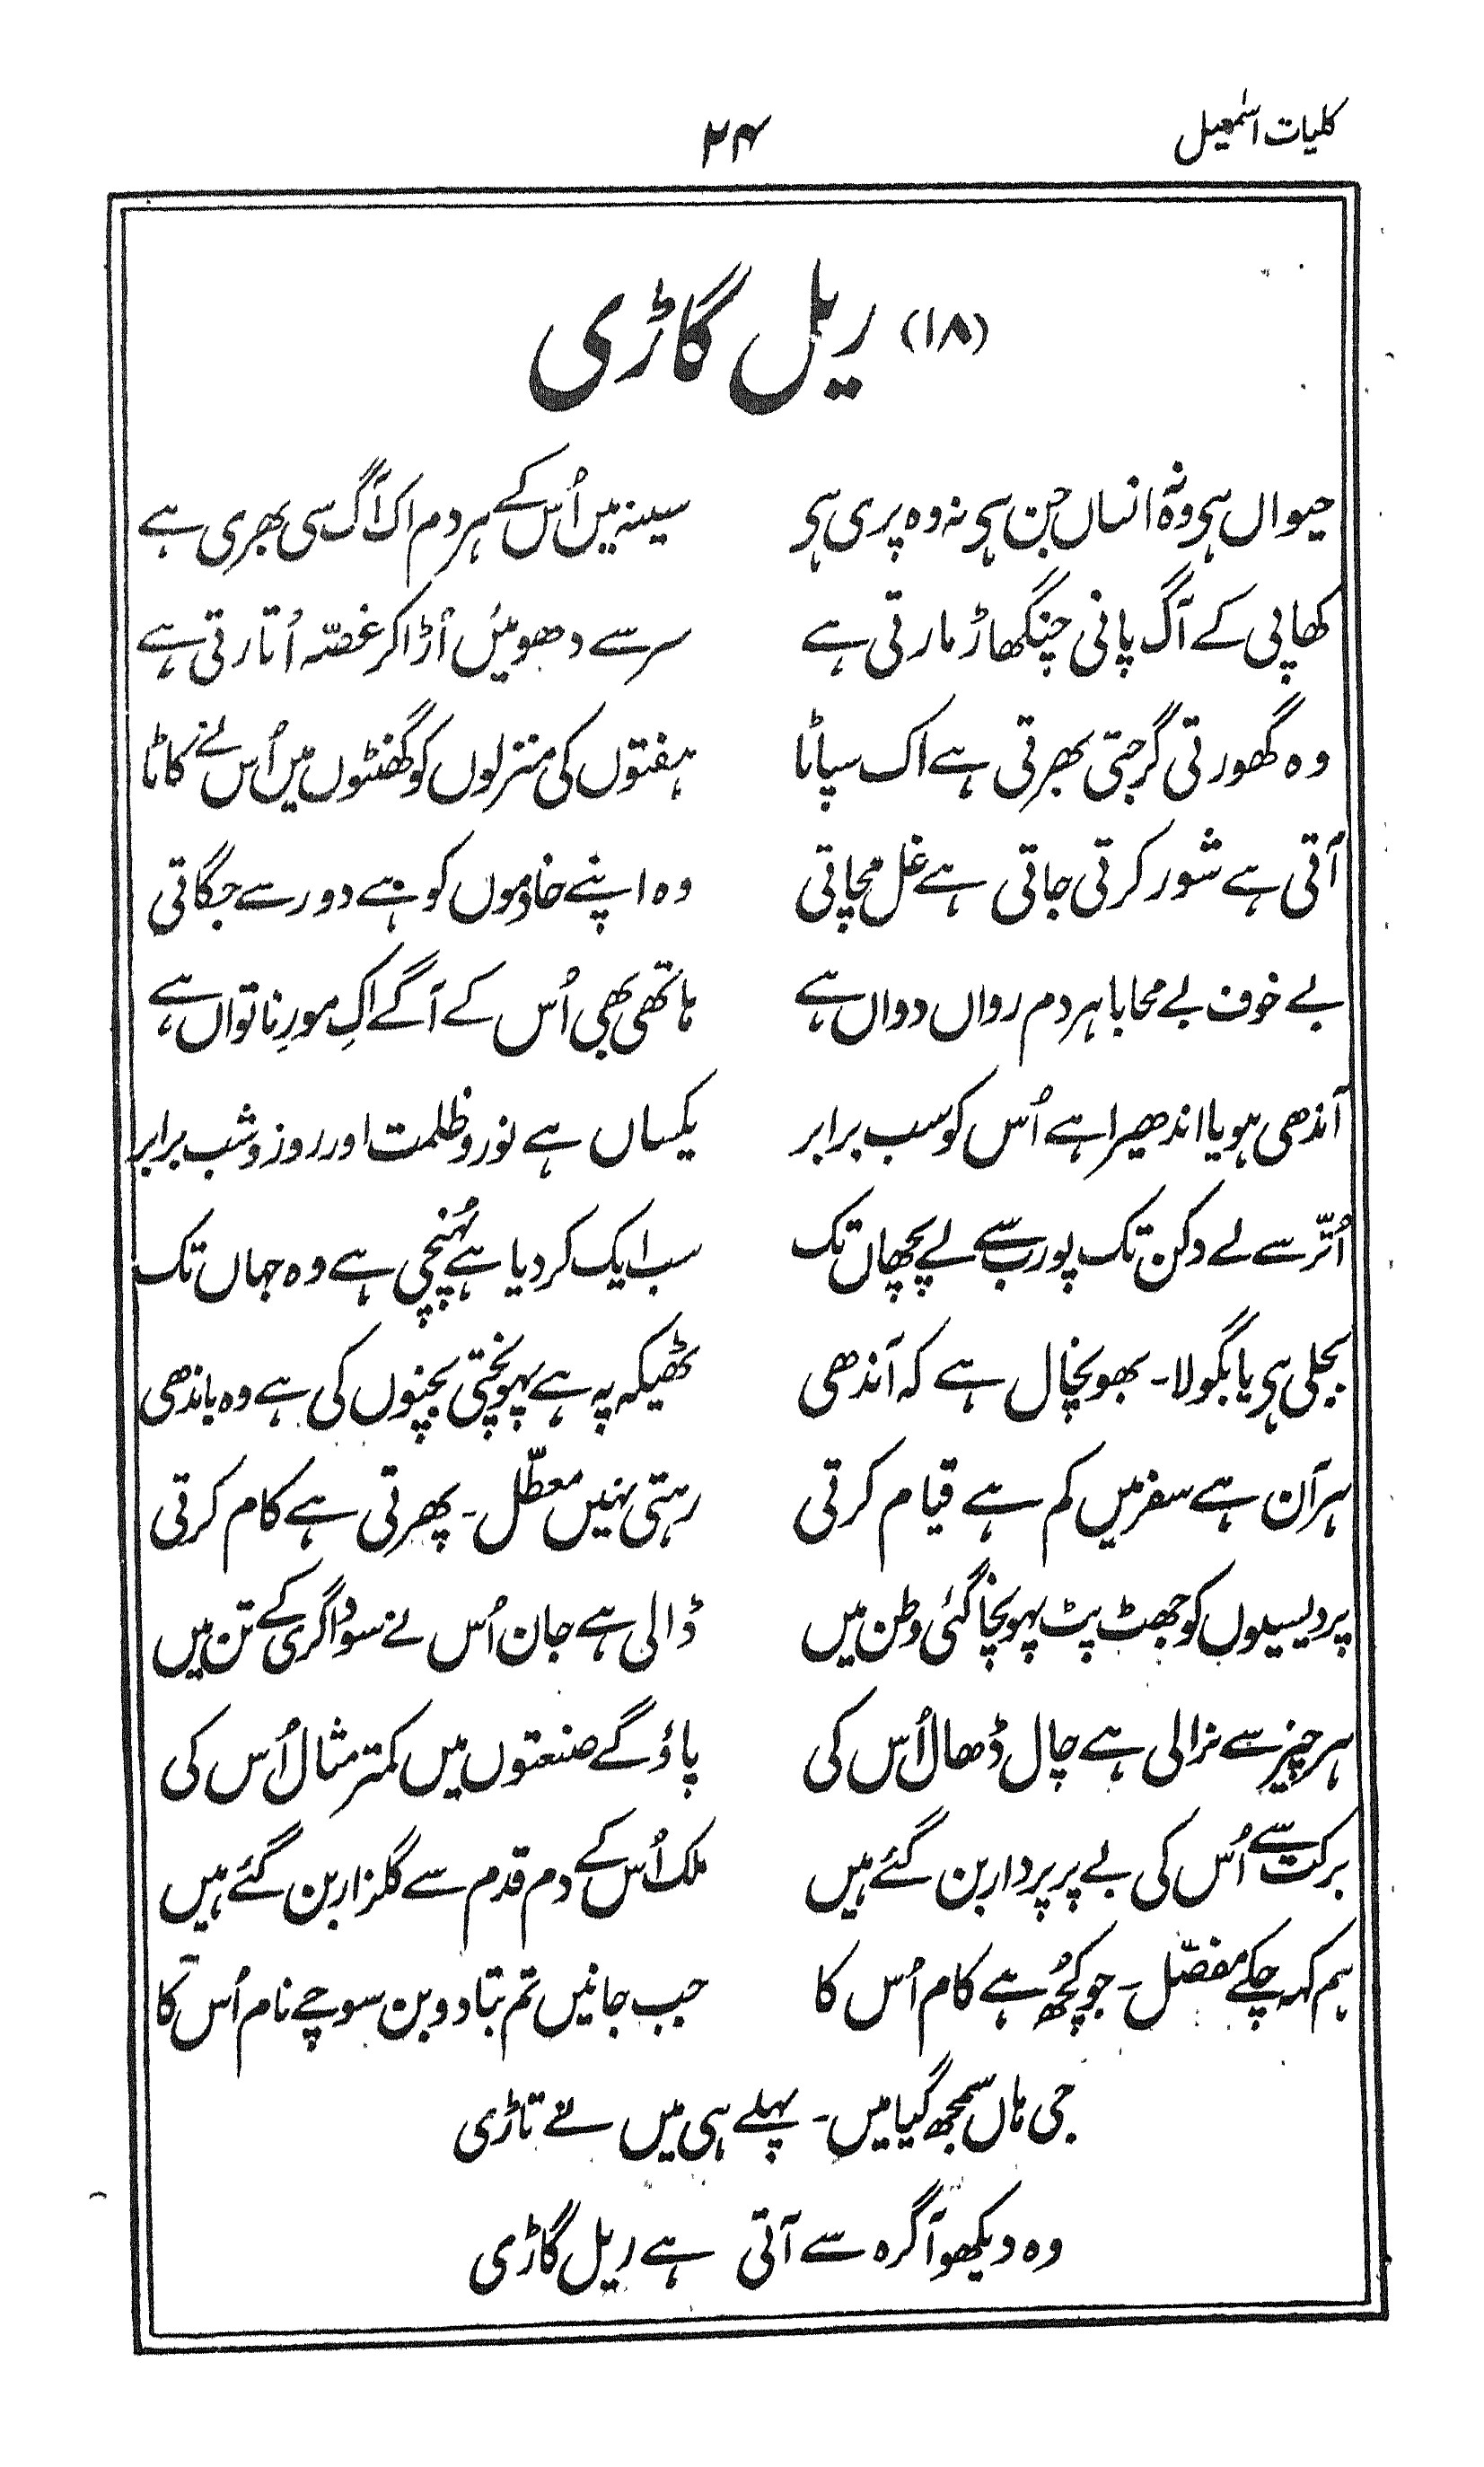 کلیات اسمٰعیل
۲۴
(۱۸) ریل گاڑی
حیواں ہی وہ نہ انساں جن ہی نہ وہ پری ہی سینہ میں اُس کے ہر دم اک آگ سی بھری ہے
کھا پی کے آگ پانی چنگھاڑ مارتی ہے سر سے دھوئیں اُڑا کر غصّہ اُتارتی ہے
وہ گھورتی گرجتی بھرتی ہے اک سپاٹا ہفتوں کی منزلوں کو گھنٹوں میں اُس نے کاٹا
آتی ہے شور کرتی جاتی ہے غل مچاتی وہ اپنے خادموں کو ہے دور سے جگاتی
بے خوف بے محابا ہر دم رواں دواں ہے ہاتھی بھی اُس کے آگے اکِ مورِ ناتواں ہے
آندھی ہو یا اندھیرا ہے اُس کو سب برابر یکساں ہے نور و ظلمت اور روز و شب برابر
اُتّر سے لے دکن تک پورب سے لے پچھاں تک سب ایک کر دیا ہے پُہنچی ہے وہ جہاں تک
بجلی ہی یا بگولا۔ بھونچال ہے کہ آندھی ٹھیکہ پہ ہے پہونچتی بچنوں کی ہے وہ باندھی
ہر آن ہے سفر میں کم ہے قیام کرتی رہتی نہیں معطّل۔ پھرتی ہے کام کرتی
پردیسیوں کو جھٹ پٹ پہونچا گئی وطن میں ڈالی ہے جان اُس نے سوداگری کے تن میں
ہر چیز سے نرالی ہے چال ڈھال اُس کی پاؤ گے صنعتوں میں کمتر مثال اُس کی
برکت سے اُس کی بے پر پردار بن گئے ہیں ملک اُس کے دم قدم سے گلزار بن گئے ہیں
ہم کہہ چکے مفصّل۔ جو کُچھ ہے کام اُس کا جب جانیں تم بتا دو بن سوچے نام اُس کا
جی ہاں سمجھ گیا میں۔ پہلے ہی میں نے تاڑی
وہ دیکھو آگرہ سے آتی ہے ریل گاڑی